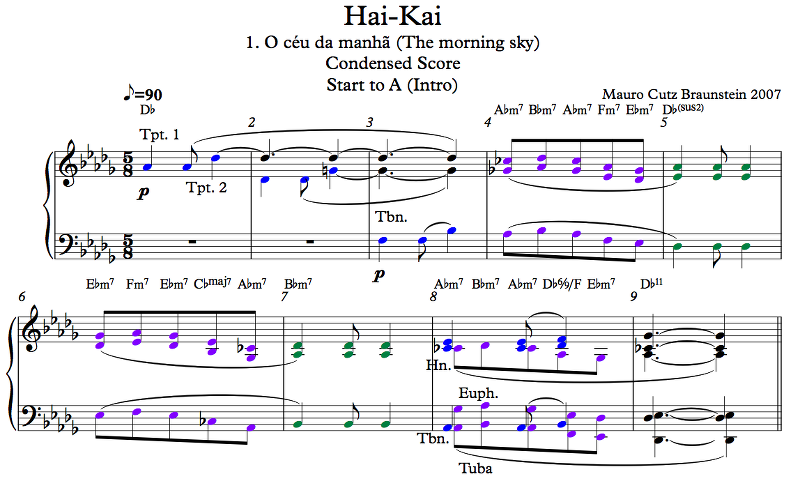 Hai-Kai
1. O céu da manhã (The morning sky)
Condensed Score
Start to A (Intro)
Mauro Cutz Braunstein 2007
♪=90
D♭ A♭m⁷ B♭m⁷ A♭m⁷ Fm⁷ E♭m⁷ D♭(sus2)
2 3 4 5
Tpt. 1
5 8
p
Tpt. 2
Tbn.
5 8
p
E♭m⁷ Fm⁷ E♭m⁷ C♭maj⁷ A♭m⁷ B♭m⁷ A♭m⁷ B♭m⁷ A♭m⁷ D♭6/9/F E♭m⁷ D♭11
6 7 8 9
Hn.
Euph.
Tbn.
Tuba